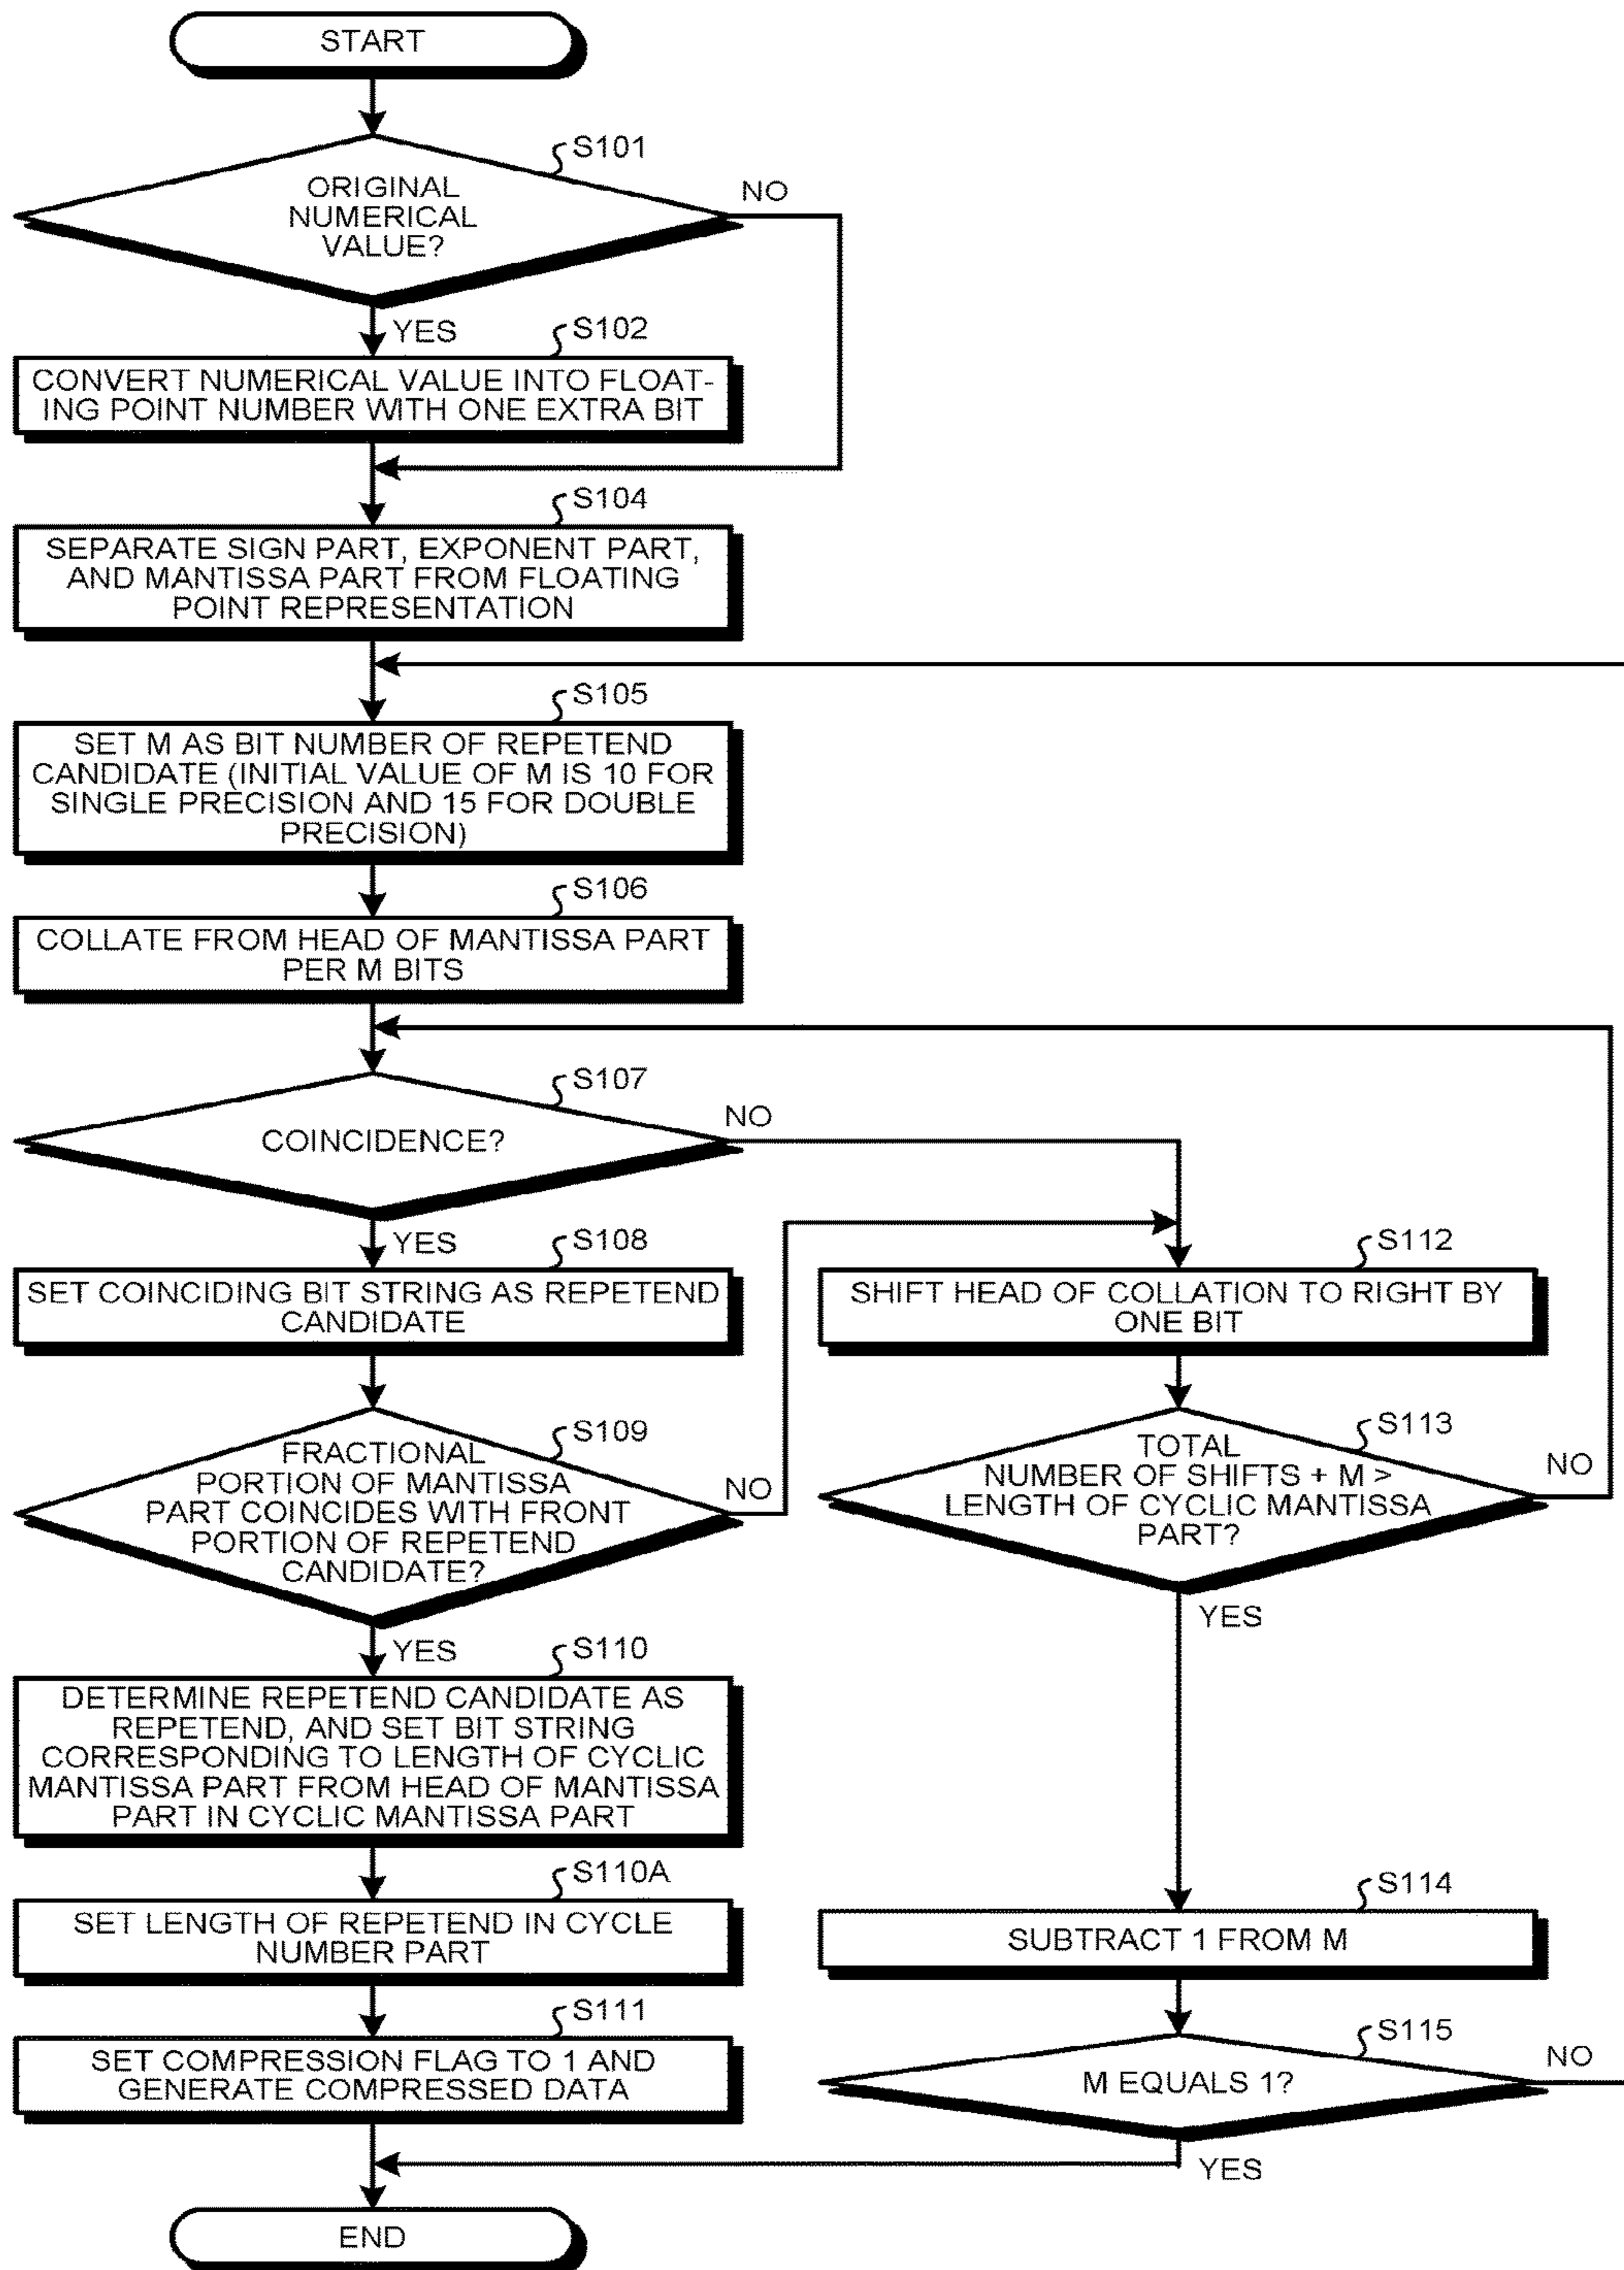 START
S101
ORIGINAL
NUMERICAL
VALUE?
NO
YES
S102
CONVERT NUMERICAL VALUE INTO FLOAT-
ING POINT NUMBER WITH ONE EXTRA BIT
S104
SEPARATE SIGN PART, EXPONENT PART,
AND MANTISSA PART FROM FLOATING
POINT REPRESENTATION
S105
SET M AS BIT NUMBER OF REPETEND
CANDIDATE (INITIAL VALUE OF M IS 10 FOR
SINGLE PRECISION AND 15 FOR DOUBLE
PRECISION)
S106
COLLATE FROM HEAD OF MANTISSA PART
PER M BITS
S107
COINCIDENCE?
NO
YES
S108
SET COINCIDING BIT STRING AS REPETEND
CANDIDATE
S109
FRACTIONAL
PORTION OF MANTISSA
PART COINCIDES WITH FRONT
PORTION OF REPETEND
CANDIDATE?
NO
YES
S110
DETERMINE REPETEND CANDIDATE AS
REPETEND, AND SET BIT STRING
CORRESPONDING TO LENGTH OF CYCLIC
MANTISSA PART FROM HEAD OF MANTISSA
PART IN CYCLIC MANTISSA PART
S110A
SET LENGTH OF REPETEND IN CYCLE
NUMBER PART
S111
SET COMPRESSION FLAG TO 1 AND
GENERATE COMPRESSED DATA
S112
SHIFT HEAD OF COLLATION TO RIGHT BY
ONE BIT
S113
TOTAL
NUMBER OF SHIFTS + M >
LENGTH OF CYCLIC MANTISSA
PART?
NO
YES
S114
SUBTRACT 1 FROM M
S115
M EQUALS 1?
NO
YES
END